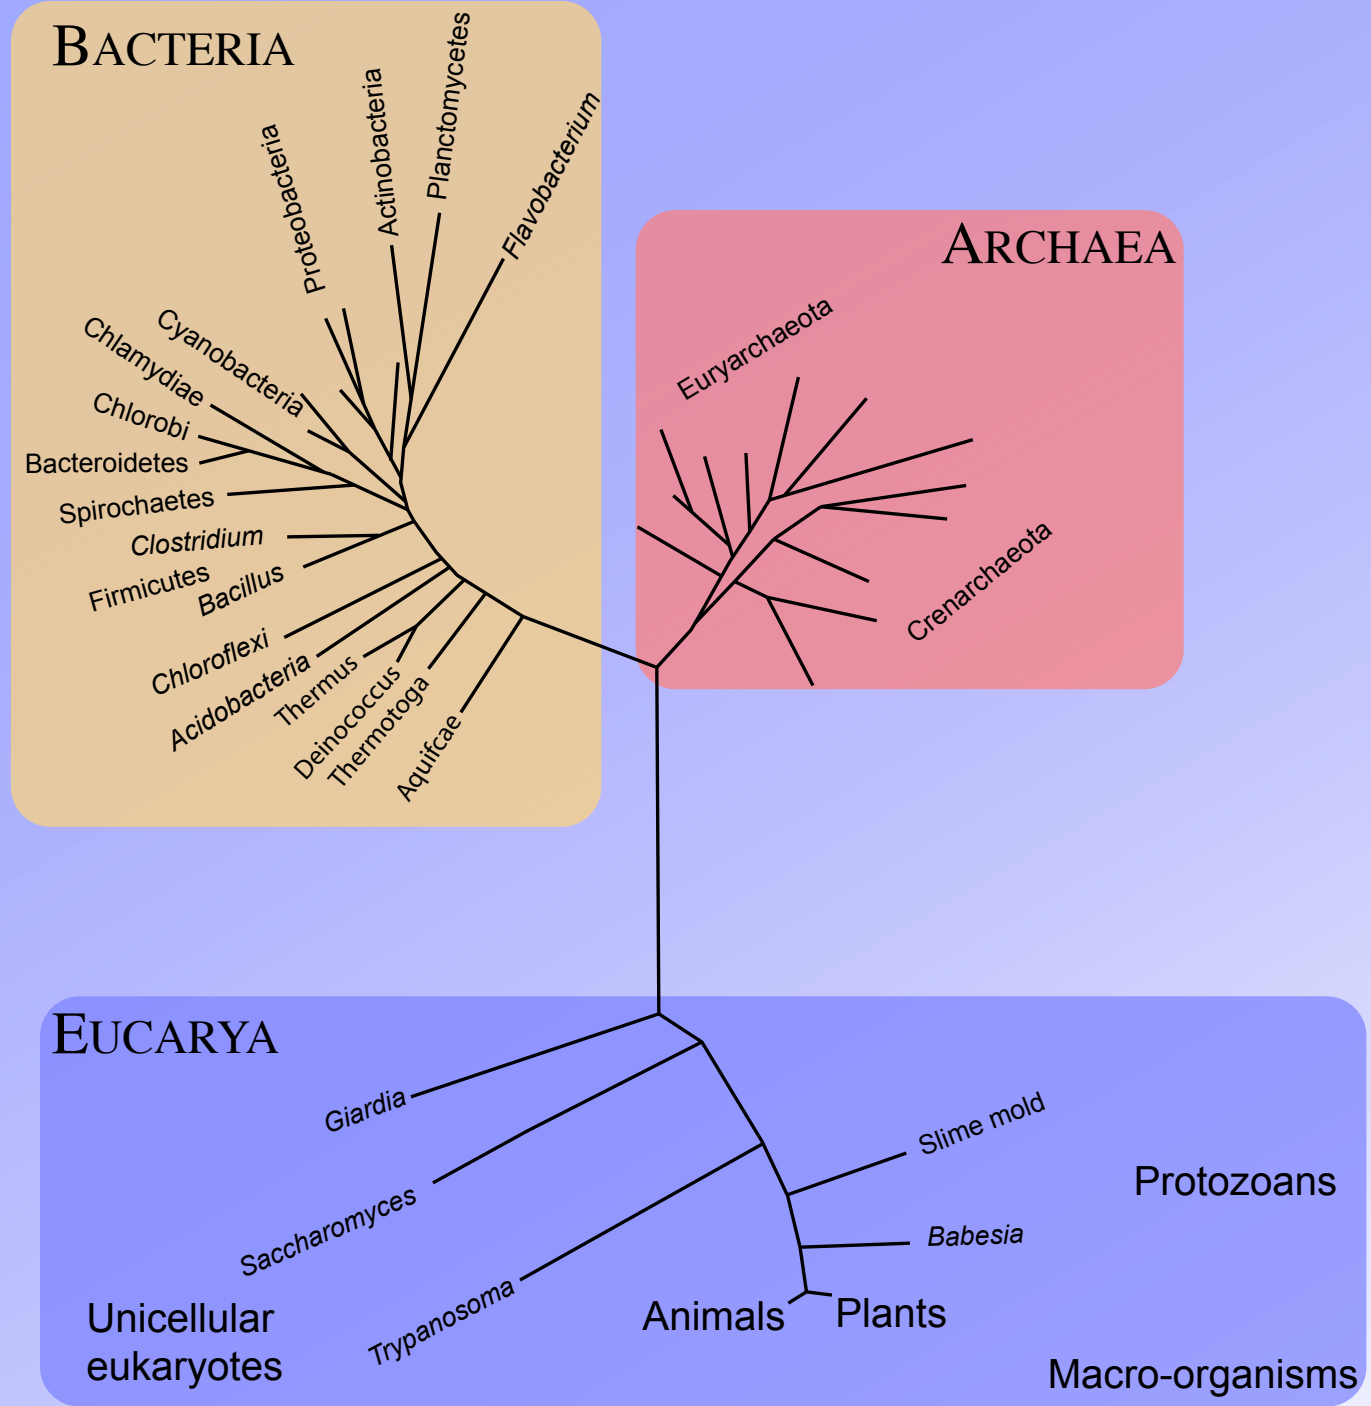 BACTERIA
Proteobacteria
Actinobacteria
Planctomycetes
Flavobacterium
Cyanobacteria
Chlamydiae
Chlorobi
Bacteroidetes
Spirochaetes
Clostridium
Firmicutes
Bacillus
Chloroflexi
Acidobacteria
Thermus
Deinococcus
Thermotoga
Aquifcae
ARCHAEA
Euryarchaeota
Crenarchaeota
EUCARYA
Giardia
Saccharomyces
Trypanosoma
Unicellular
eukaryotes
Slime mold
Protozoans
Babesia
Animals
Plants
Macro-organisms